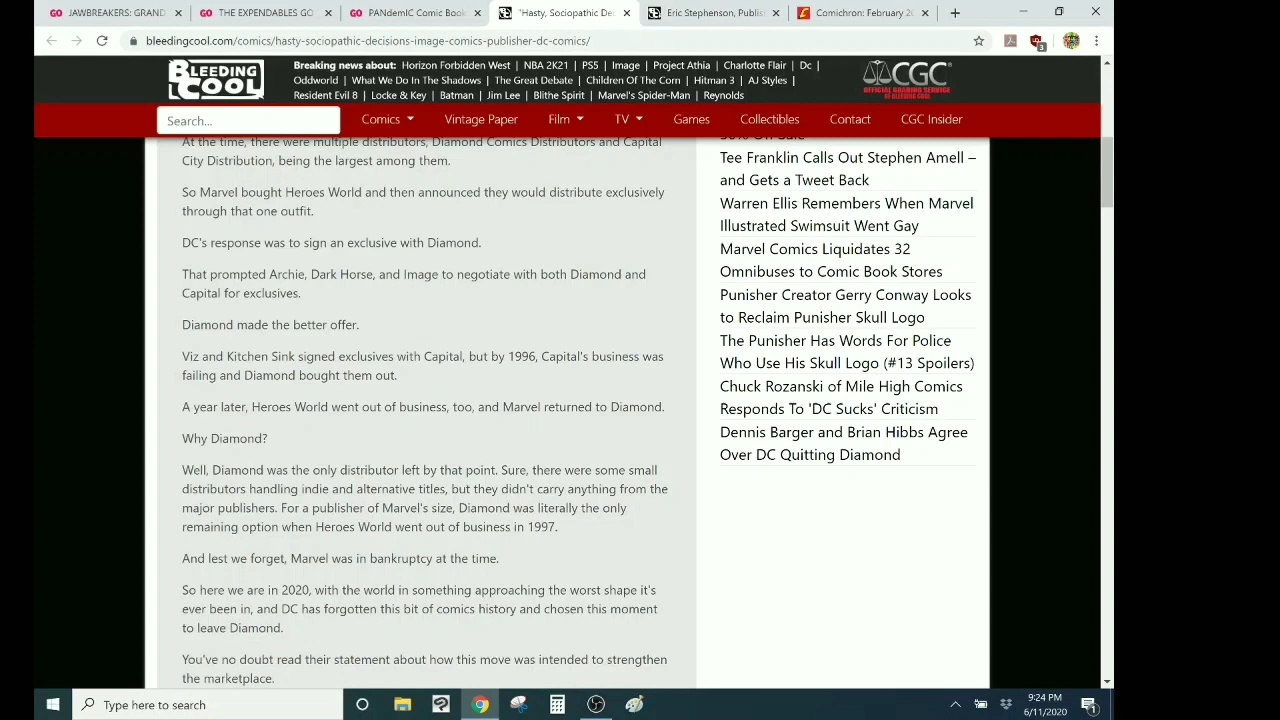 JAWBREAKERS: GRAND
THE EXPENDABLES GO
PANdemIC Comic Book
"Hasty, Sociopathic De
Eric Stephenson, Publis
Comichron: February 20
bleedingcool.com/comics/hasty-sociopathic-decisions-image-comics-publisher-dc-comics/
3
BLEEDING COOL
Breaking news about: Horizon Forbidden West | NBA 2K21 | PS5 | Image | Project Athia | Charlotte Flair | Dc |
Oddworld | What We Do In The Shadows | The Great Debate | Children Of The Corn | Hitman 3 | AJ Styles |
Resident Evil 8 | Locke & Key | Batman | Jim Lee | Blithe Spirit | Marvel's Spider-Man | Reynolds
CGC
OFFICIAL GRADING SERVICE
OF BLEEDING COOL
Search...
Comics
Vintage Paper
Film
TV
Games
Collectibles
Contact
CGC Insider
At the time, there were multiple distributors, Diamond Comics Distributors and Capital
City Distribution, being the largest among them.
So Marvel bought Heroes World and then announced they would distribute exclusively
through that one outfit.
DC's response was to sign an exclusive with Diamond.
That prompted Archie, Dark Horse, and Image to negotiate with both Diamond and
Capital for exclusives.
Diamond made the better offer.
Viz and Kitchen Sink signed exclusives with Capital, but by 1996, Capital's business was
failing and Diamond bought them out.
A year later, Heroes World went out of business, too, and Marvel returned to Diamond.
Why Diamond?
Well, Diamond was the only distributor left by that point. Sure, there were some small
distributors handling indie and alternative titles, but they didn't carry anything from the
major publishers. For a publisher of Marvel's size, Diamond was literally the only
remaining option when Heroes World went out of business in 1997.
And lest we forget, Marvel was in bankruptcy at the time.
So here we are in 2020, with the world in something approaching the worst shape it's
ever been in, and DC has forgotten this bit of comics history and chosen this moment
to leave Diamond.
You've no doubt read their statement about how this move was intended to strengthen
the marketplace.
Off Sale
Tee Franklin Calls Out Stephen Amell –
and Gets a Tweet Back
Warren Ellis Remembers When Marvel
Illustrated Swimsuit Went Gay
Marvel Comics Liquidates 32
Omnibuses to Comic Book Stores
Punisher Creator Gerry Conway Looks
to Reclaim Punisher Skull Logo
The Punisher Has Words For Police
Who Use His Skull Logo (#13 Spoilers)
Chuck Rozanski of Mile High Comics
Responds To 'DC Sucks' Criticism
Dennis Barger and Brian Hibbs Agree
Over DC Quitting Diamond
Type here to search
9:24 PM
6/11/2020
1